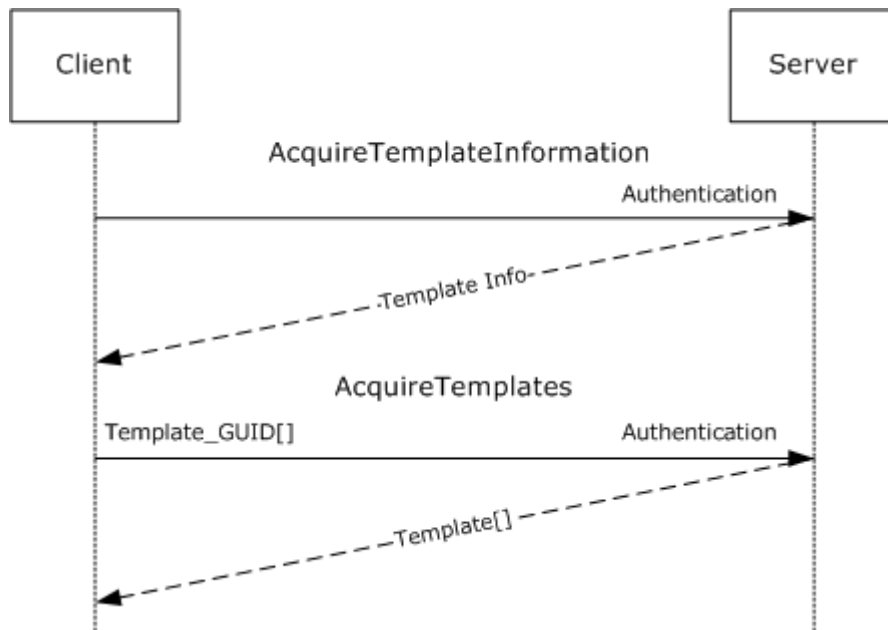 Client
Server
AcquireTemplateInformation
Authentication
Template Info
AcquireTemplates
Template_GUID[]
Authentication
Template[]